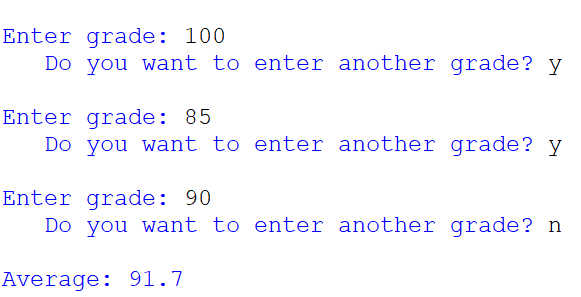 Enter grade: 100
Do you want to enter another grade? y
Enter grade: 85
Do you want to enter another grade? y
Enter grade: 90
Do you want to enter another grade? n
Average: 91.7